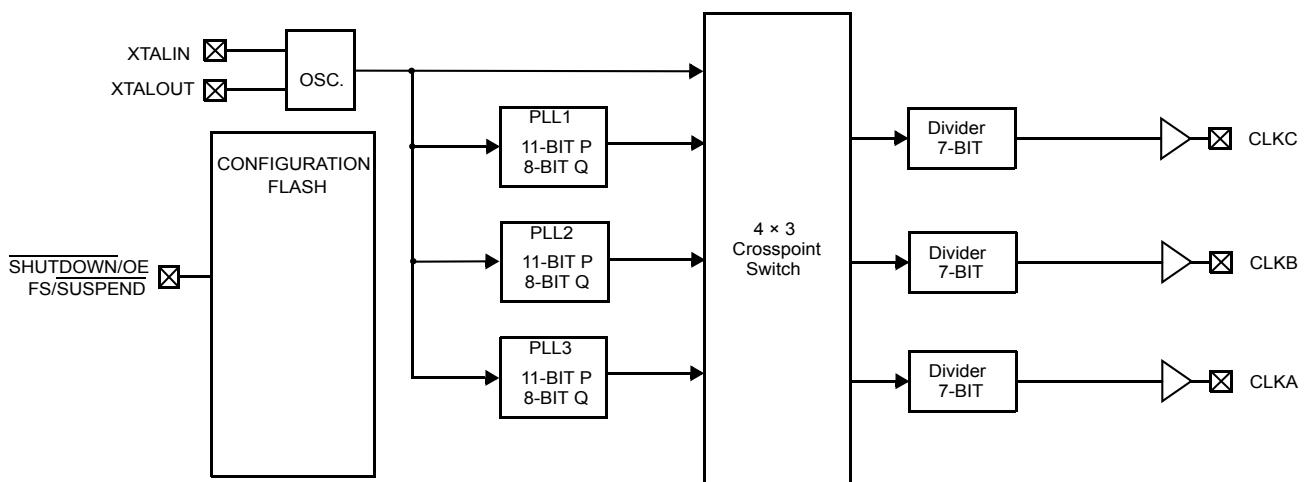 XTALIN
XTALOUT
OSC.
CONFIGURATION
FLASH
SHUTDOWN/OE
FS/SUSPEND
PLL1
11-BIT P
8-BIT Q
PLL2
11-BIT P
8-BIT Q
PLL3
11-BIT P
8-BIT Q
4 × 3
Crosspoint
Switch
Divider
7-BIT
CLKC
Divider
7-BIT
CLKB
Divider
7-BIT
CLKA